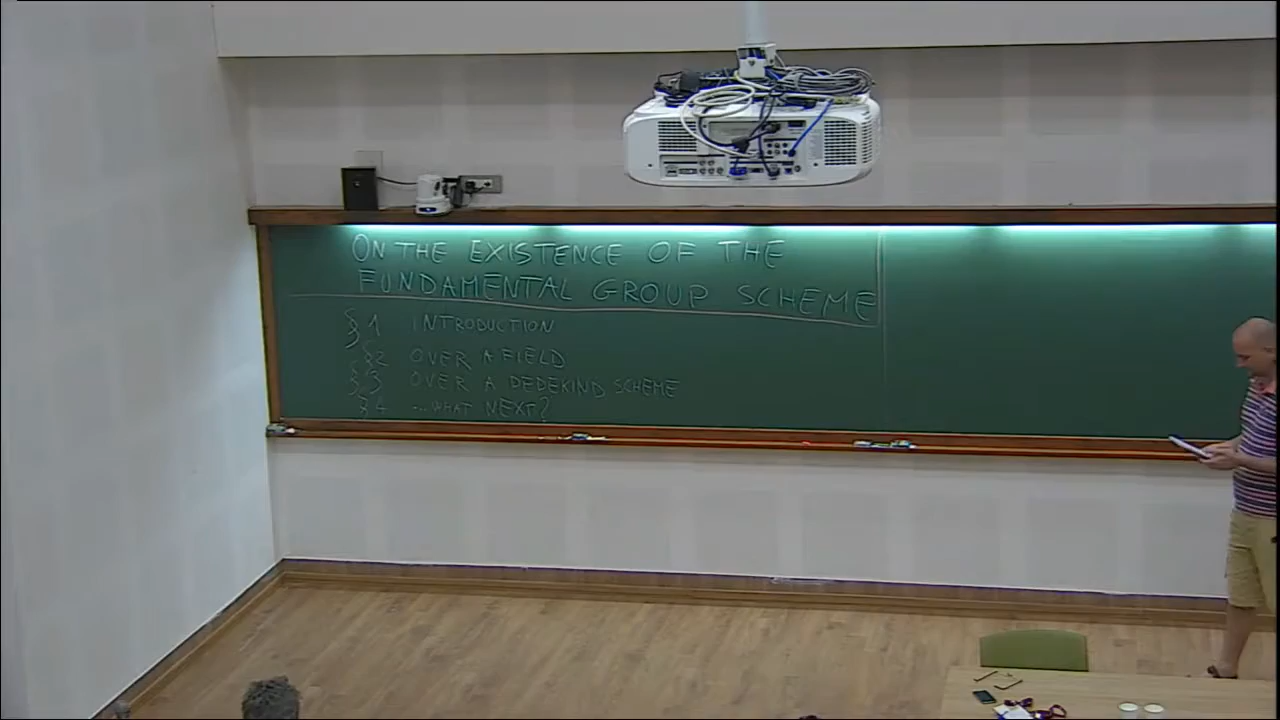 ON THE EXISTENCE OF THE
FUNDAMENTAL GROUP SCHEME
§1 INTRODUCTION
§2 OVER A FIELD
§3 OVER A DEDEKIND SCHEME
§4 ...WHAT NEXT?